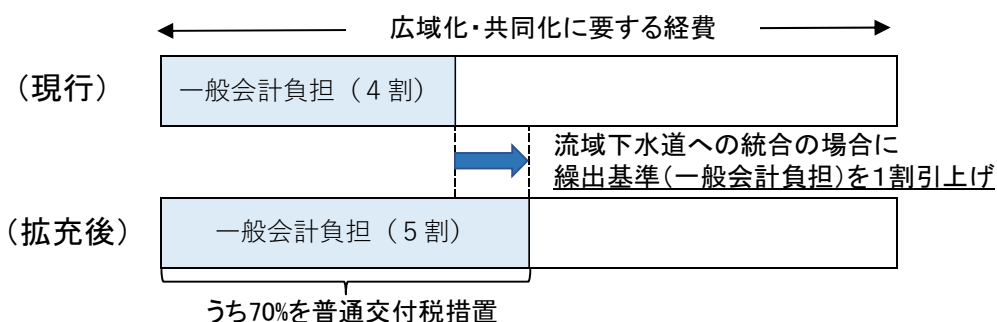 広域化・共同化に要する経費
（現行）
一般会計負担（４割）
流域下水道への統合の場合に
繰出基準（一般会計負担）を１割引上げ
（拡充後）
一般会計負担（５割）
うち70％を普通交付税措置